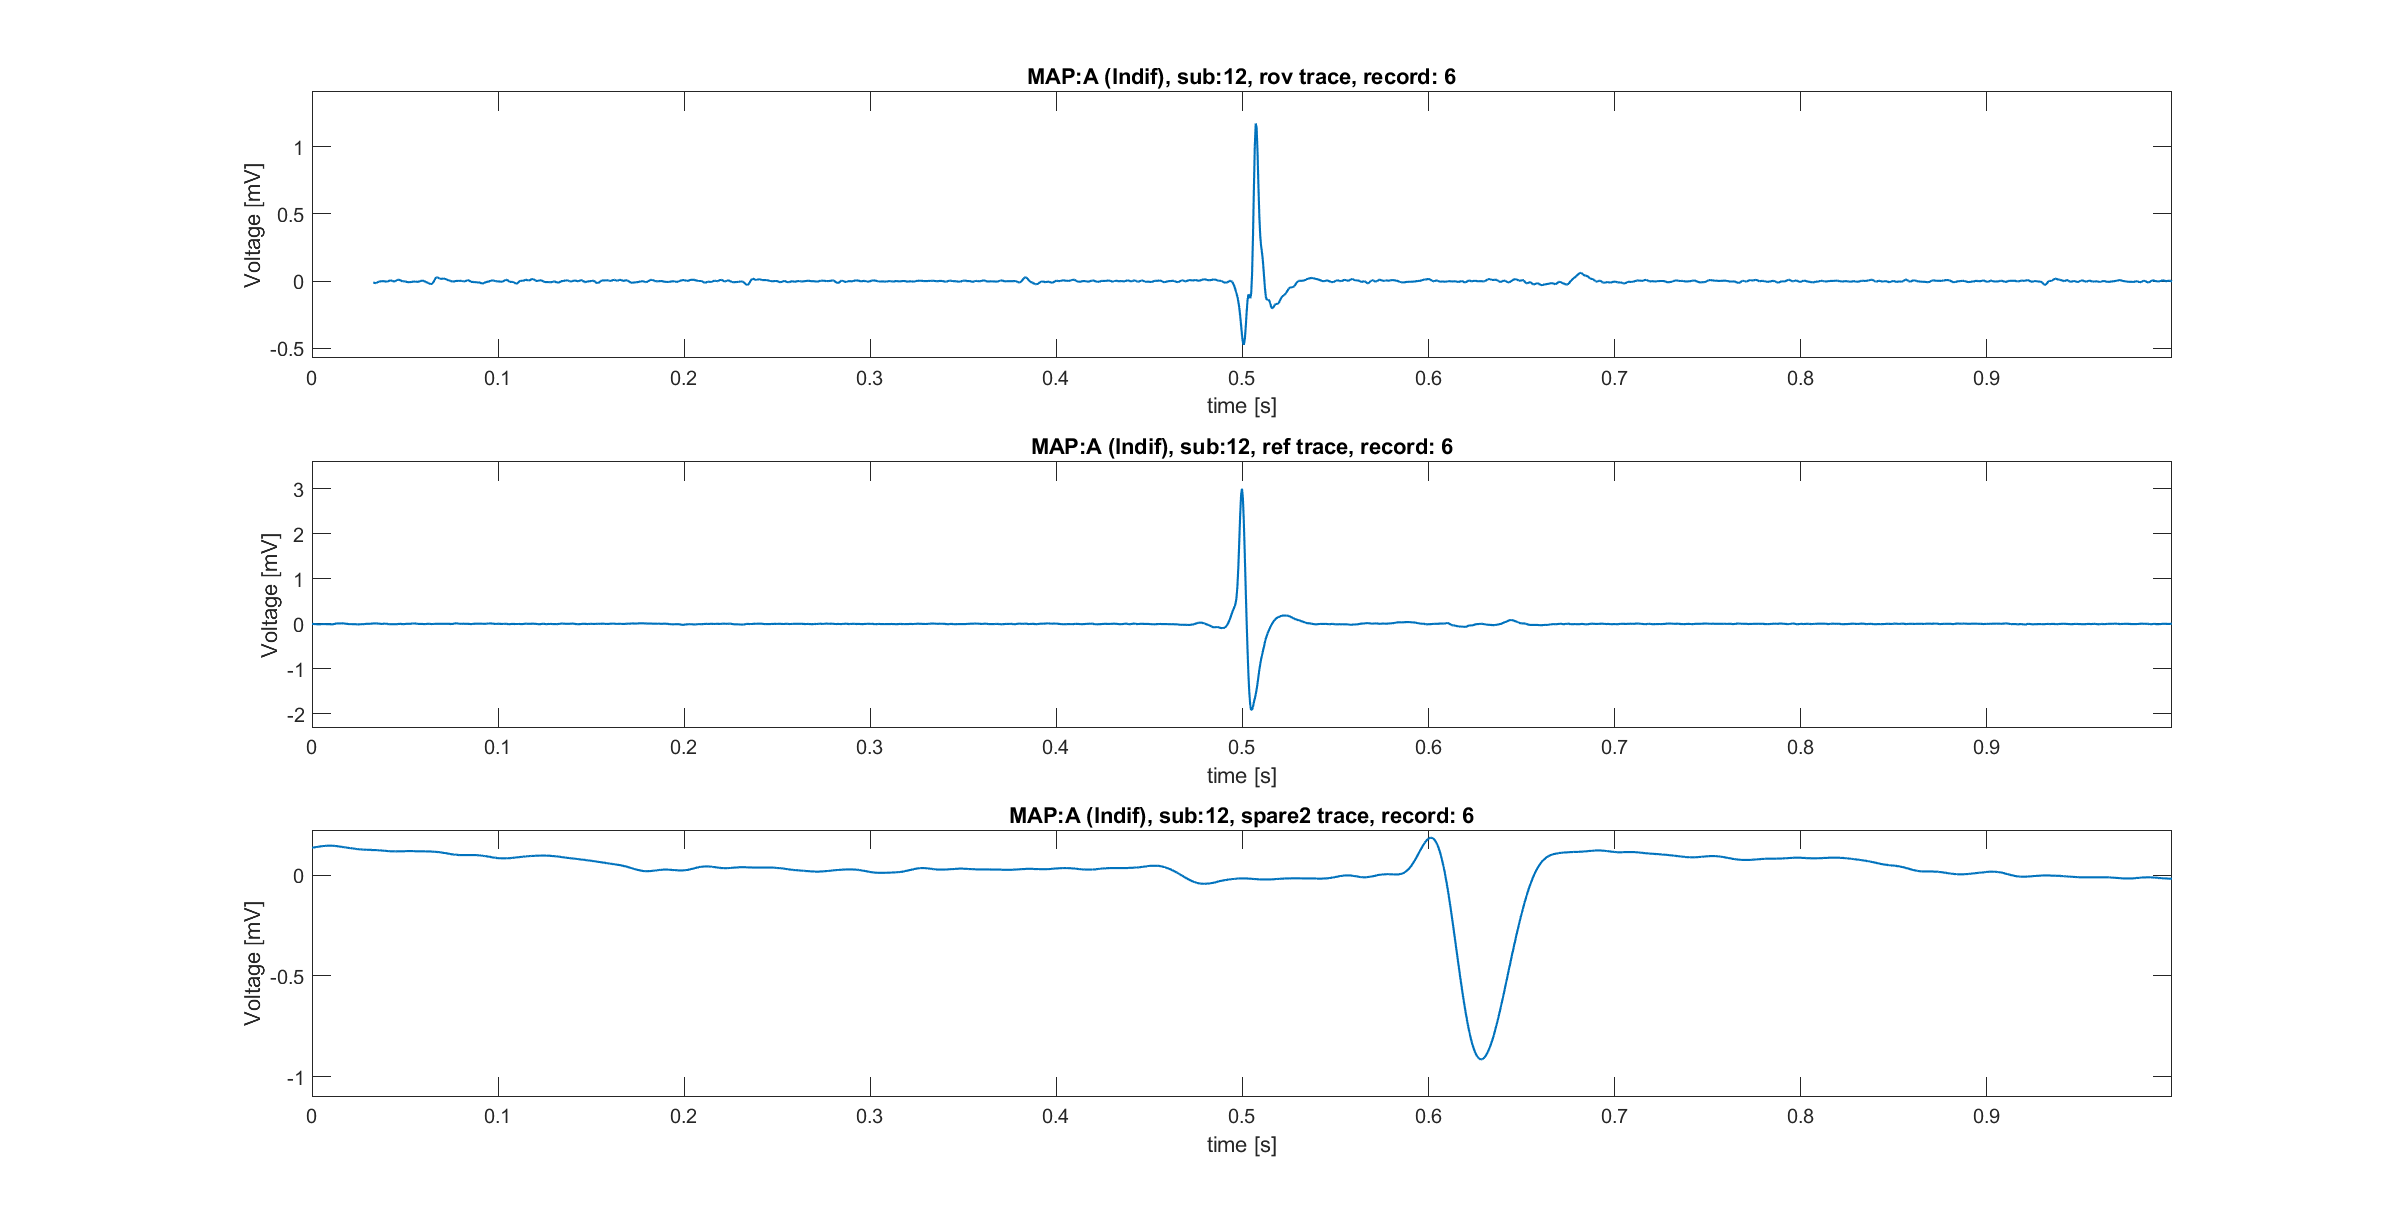 MAP:A (Indif), sub:12, rov trace, record: 6
Voltage [mV]
1
0.5
0
-0.5
0 0.1 0.2 0.3 0.4 0.5 0.6 0.7 0.8 0.9
time [s]
MAP:A (Indif), sub:12, ref trace, record: 6
Voltage [mV]
3
2
1
0
-1
-2
0 0.1 0.2 0.3 0.4 0.5 0.6 0.7 0.8 0.9
time [s]
MAP:A (Indif), sub:12, spare2 trace, record: 6
Voltage [mV]
0
-0.5
-1
0 0.1 0.2 0.3 0.4 0.5 0.6 0.7 0.8 0.9
time [s]